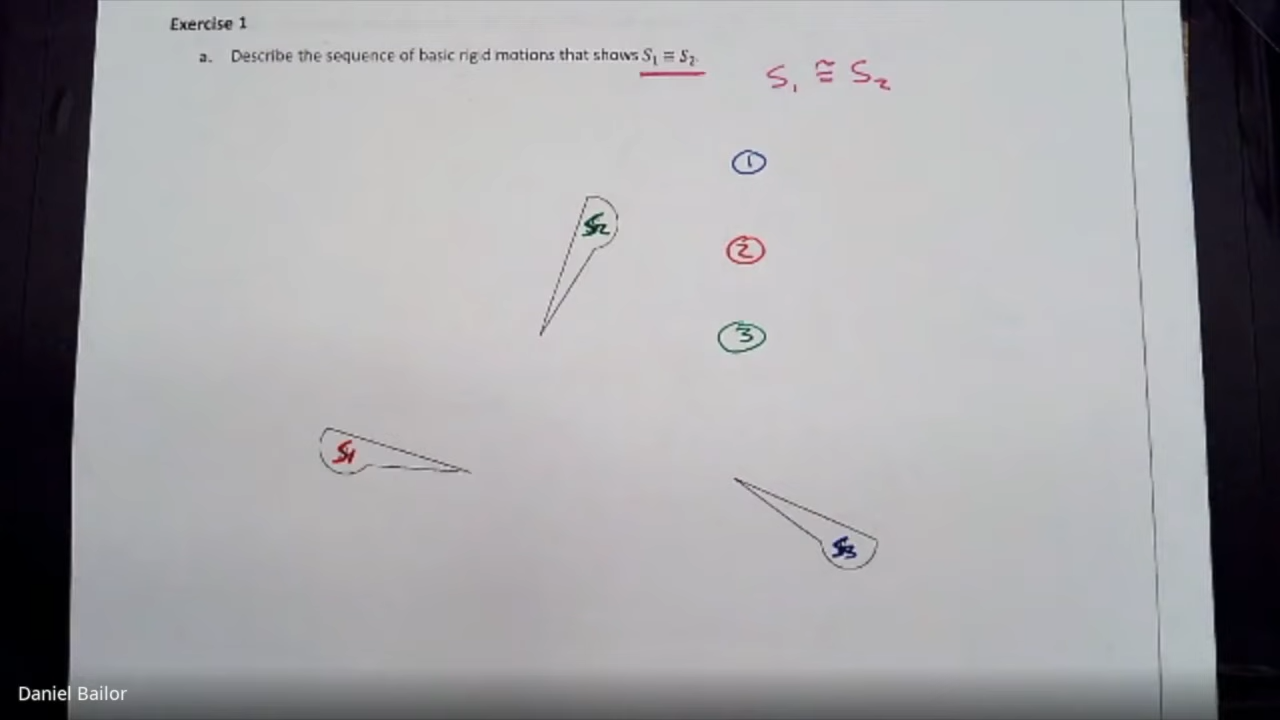 Exercise 1
a. Describe the sequence of basic rigid motions that shows S₁ ≅ S₂.
S₁ ≅ S₂
1
2
3
S2
S1
S3
Daniel Bailor